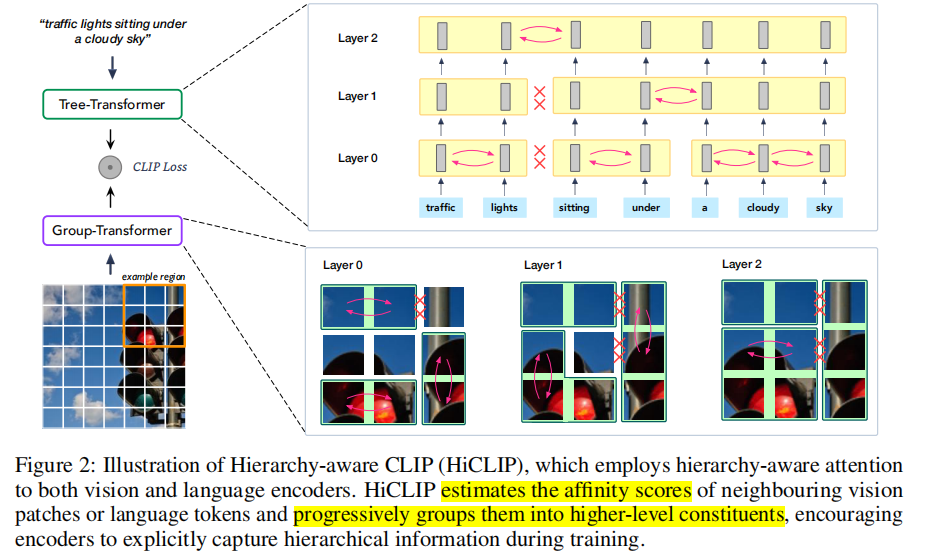 "traffic lights sitting under
a cloudy sky"
Tree-Transformer
CLIP Loss
Group-Transformer
example region
Layer 2
Layer 1
Layer 0
traffic lights sitting under a cloudy sky
Layer 0 Layer 1 Layer 2
Figure 2: Illustration of Hierarchy-aware CLIP (HiCLIP), which employs hierarchy-aware attention
to both vision and language encoders. HiCLIP estimates the affinity scores of neighbouring vision
patches or language tokens and progressively groups them into higher-level constituents, encouraging
encoders to explicitly capture hierarchical information during training.